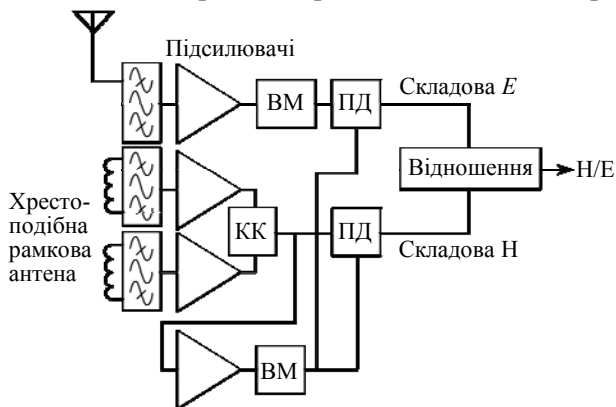 Підсилювачі
ВМ
ПД
Складова E
Відношення
H/E
Хресто-
подібна
рамкова
антена
КК
ПД
Складова H
ВМ